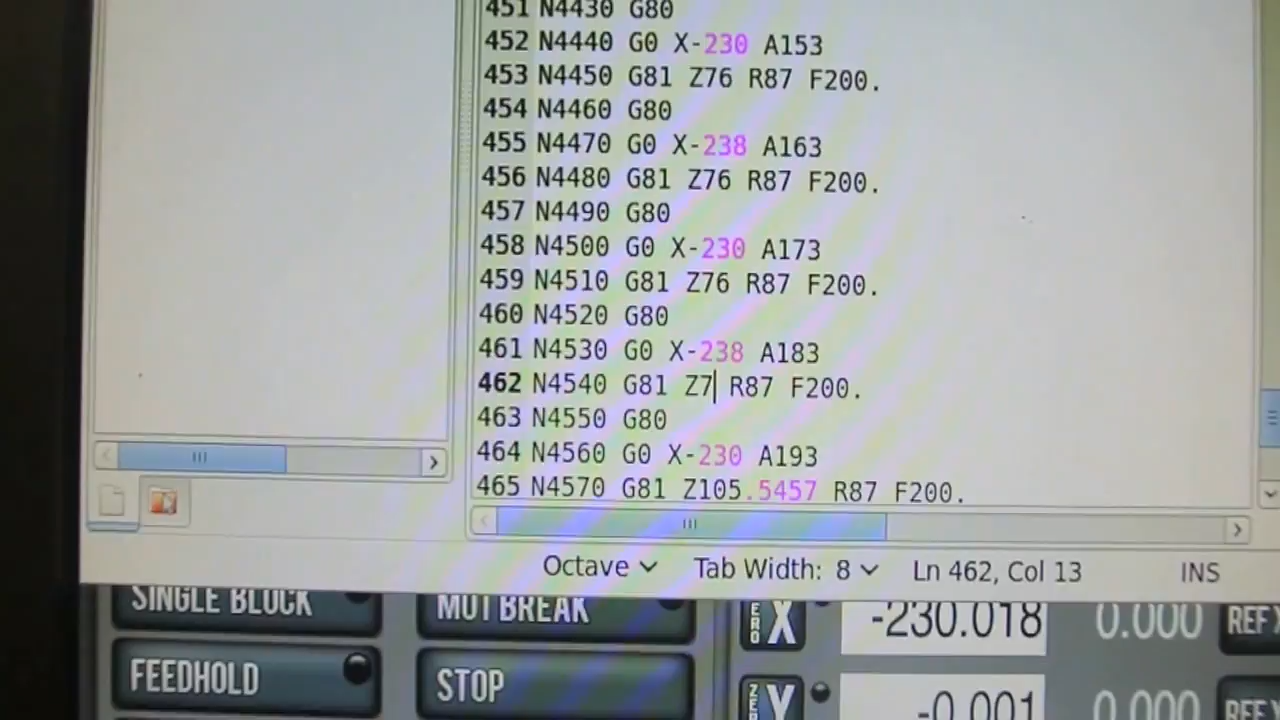 451 N4430 G80
452 N4440 G0 X-230 A153
453 N4450 G81 Z76 R87 F200.
454 N4460 G80
455 N4470 G0 X-238 A163
456 N4480 G81 Z76 R87 F200.
457 N4490 G80
458 N4500 G0 X-230 A173
459 N4510 G81 Z76 R87 F200.
460 N4520 G80
461 N4530 G0 X-238 A183
462 N4540 G81 Z7 R87 F200.
463 N4550 G80
464 N4560 G0 X-230 A193
465 N4570 G81 Z105.5457 R87 F200.
Octave Tab Width: 8 Ln 462, Col 13 INS
SINGLE BLOCK M01 BREAK X -230.018 0.000 REF
FEEDHOLD STOP Y -0.001 0.000 REF